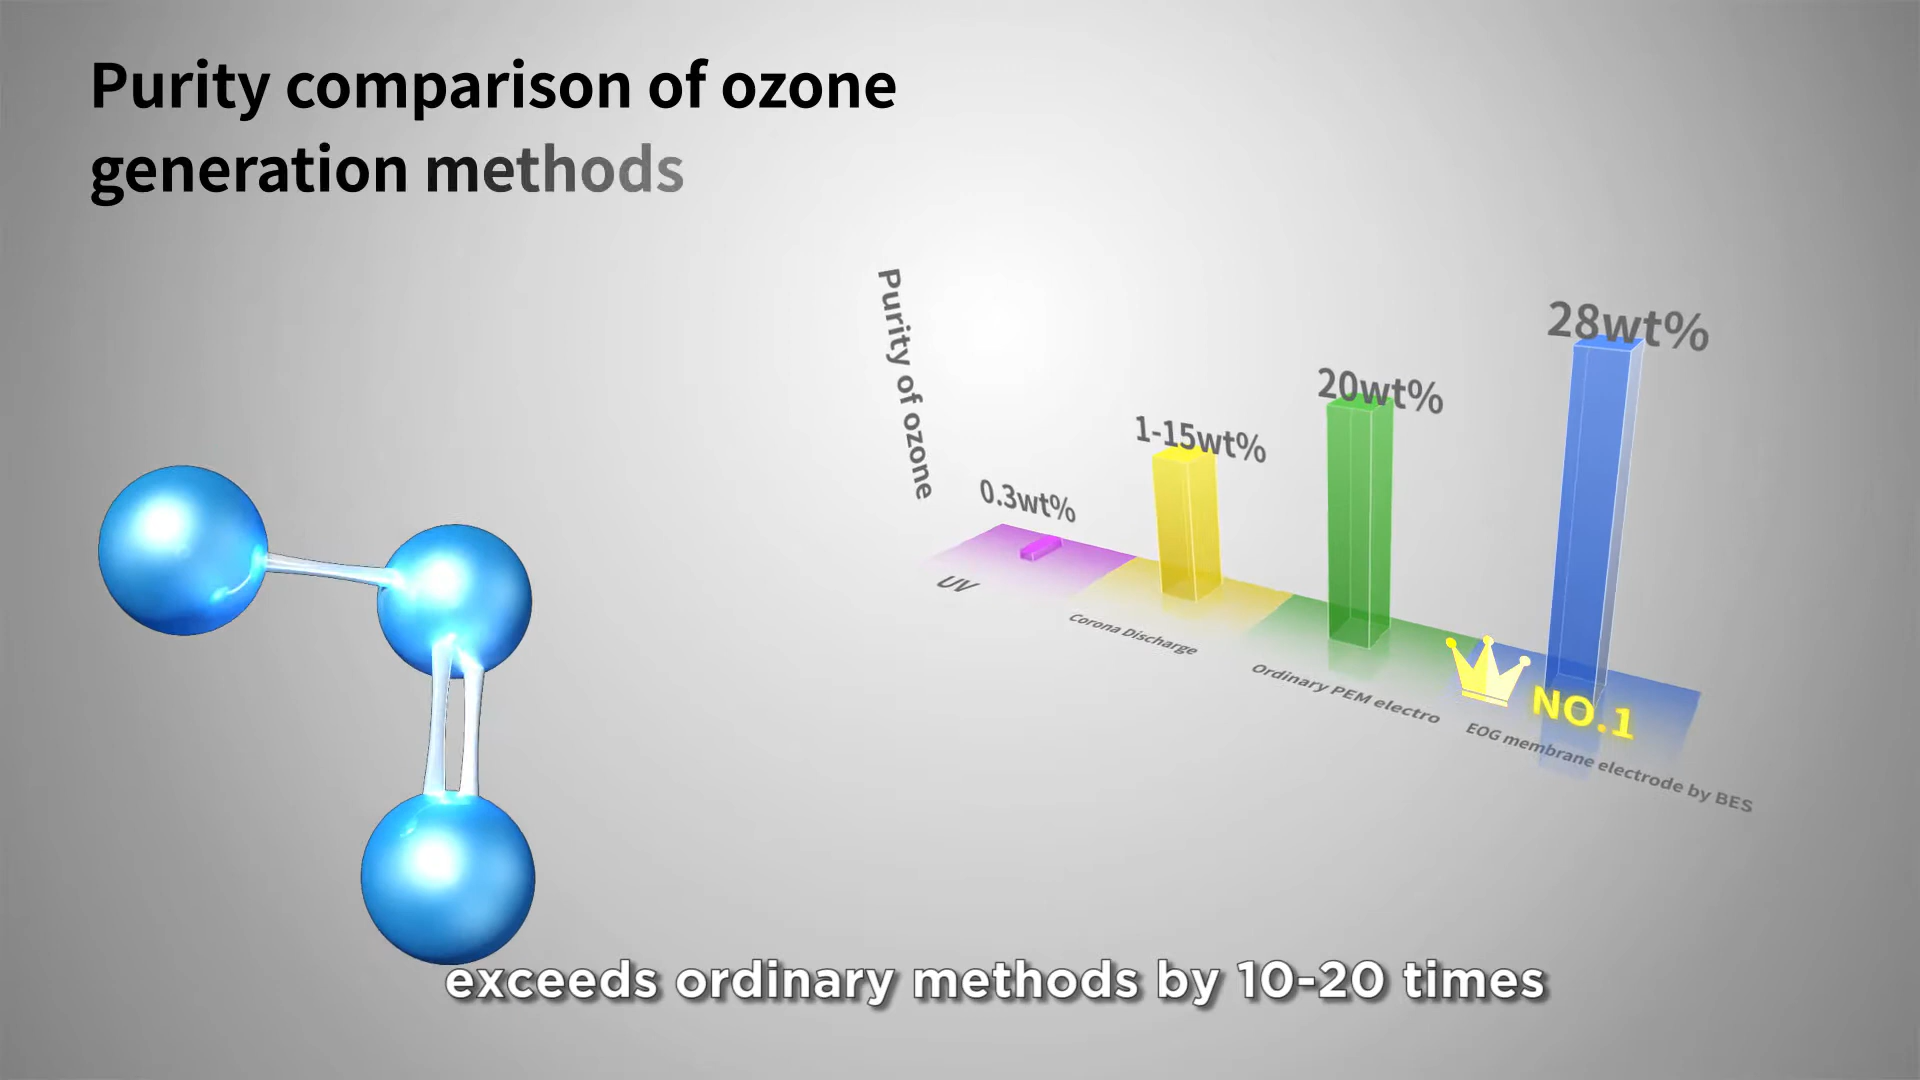 Purity comparison of ozone
generation methods
Purity of ozone
0.3wt%
1-15wt%
20wt%
28wt%
UV
Corona Discharge
Ordinary PEM electro
EOG membrane electrode by BES
NO.1
exceeds ordinary methods by 10-20 times